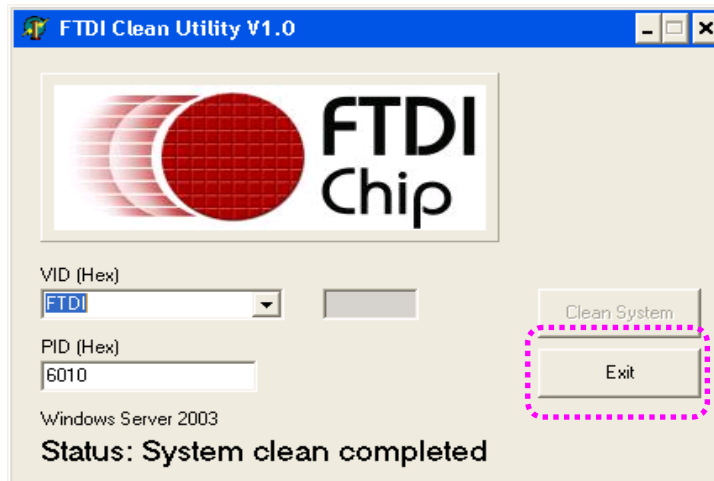 FTDI Clean Utility V1.0
FTDI
Chip
VID (Hex)
FTDI
Clean System
PID (Hex)
6010
Exit
Windows Server 2003
Status: System clean completed